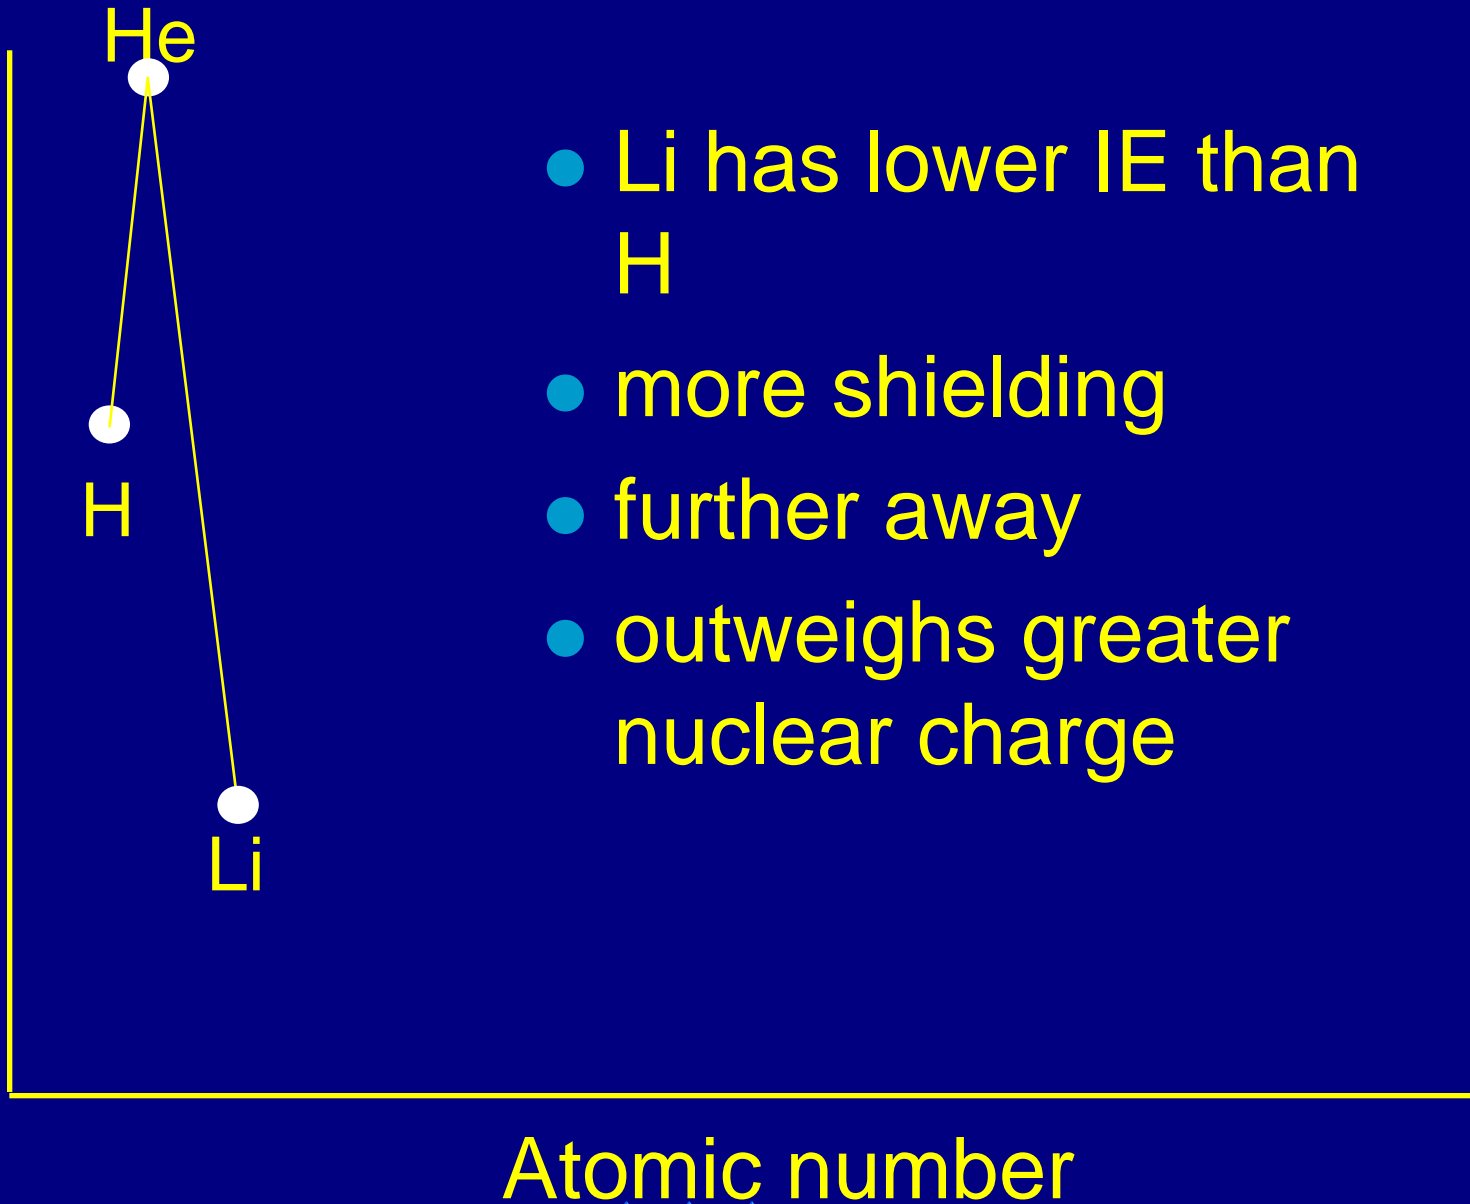 He
Li has lower IE than
H
more shielding
further away
H
outweighs greater
nuclear charge
Li
Atomic number